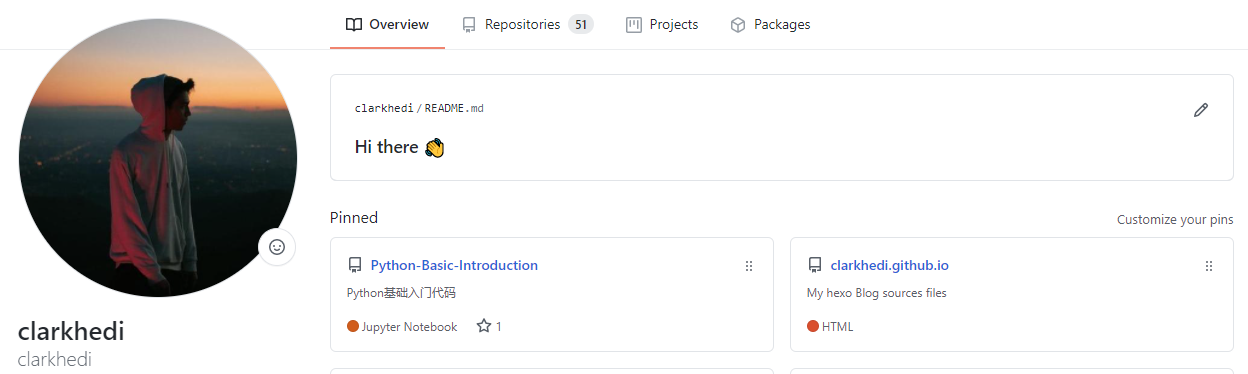 Overview Repositories 51 Projects Packages
clarkhedi/README.md
Hi there 👋
Pinned
Customize your pins
Python-Basic-Introduction
Python基础入门代码
Jupyter Notebook 1
clarkhedi.github.io
My hexo Blog sources files
HTML
clarkhedi
clarkhedi